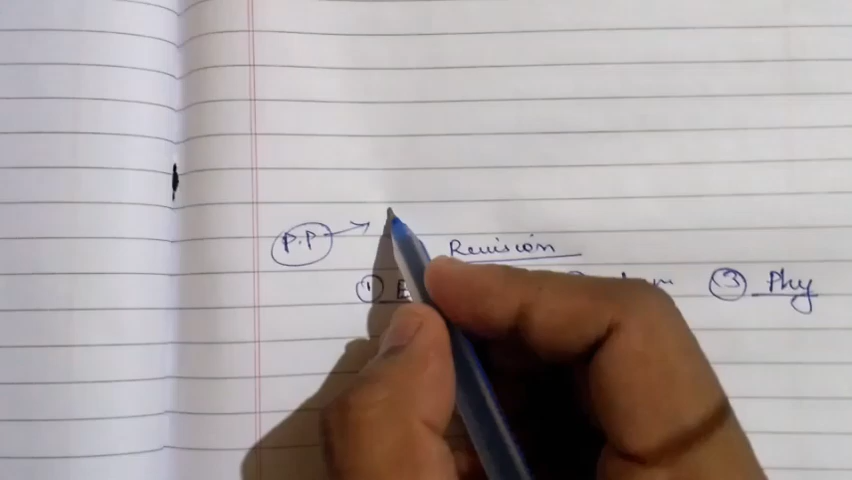 P.P → Revision
① ③ Phy